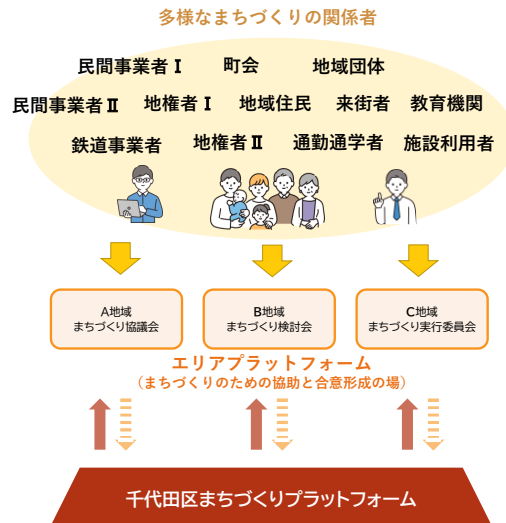 多様なまちづくりの関係者
民間事業者Ⅰ 町会 地域団体
民間事業者Ⅱ 地権者Ⅰ 地域住民 来街者 教育機関
鉄道事業者 地権者Ⅱ 通勤通学者 施設利用者
A地域
まちづくり協議会
B地域
まちづくり検討会
C地域
まちづくり実行委員会
エリアプラットフォーム
（まちづくりのための協助と合意形成の場）
千代田区まちづくりプラットフォーム